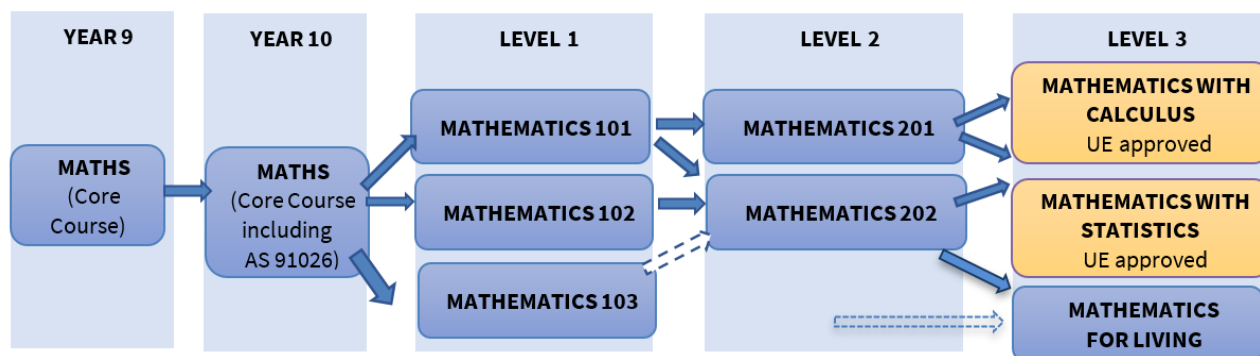 YEAR 9
YEAR 10
LEVEL 1
LEVEL 2
LEVEL 3
MATHS
(Core
Course)
MATHS
(Core Course
including
AS 91026)
MATHEMATICS 101
MATHEMATICS 102
MATHEMATICS 103
MATHEMATICS 201
MATHEMATICS 202
MATHEMATICS WITH
CALCULUS
UE approved
MATHEMATICS WITH
STATISTICS
UE approved
MATHEMATICS
FOR LIVING